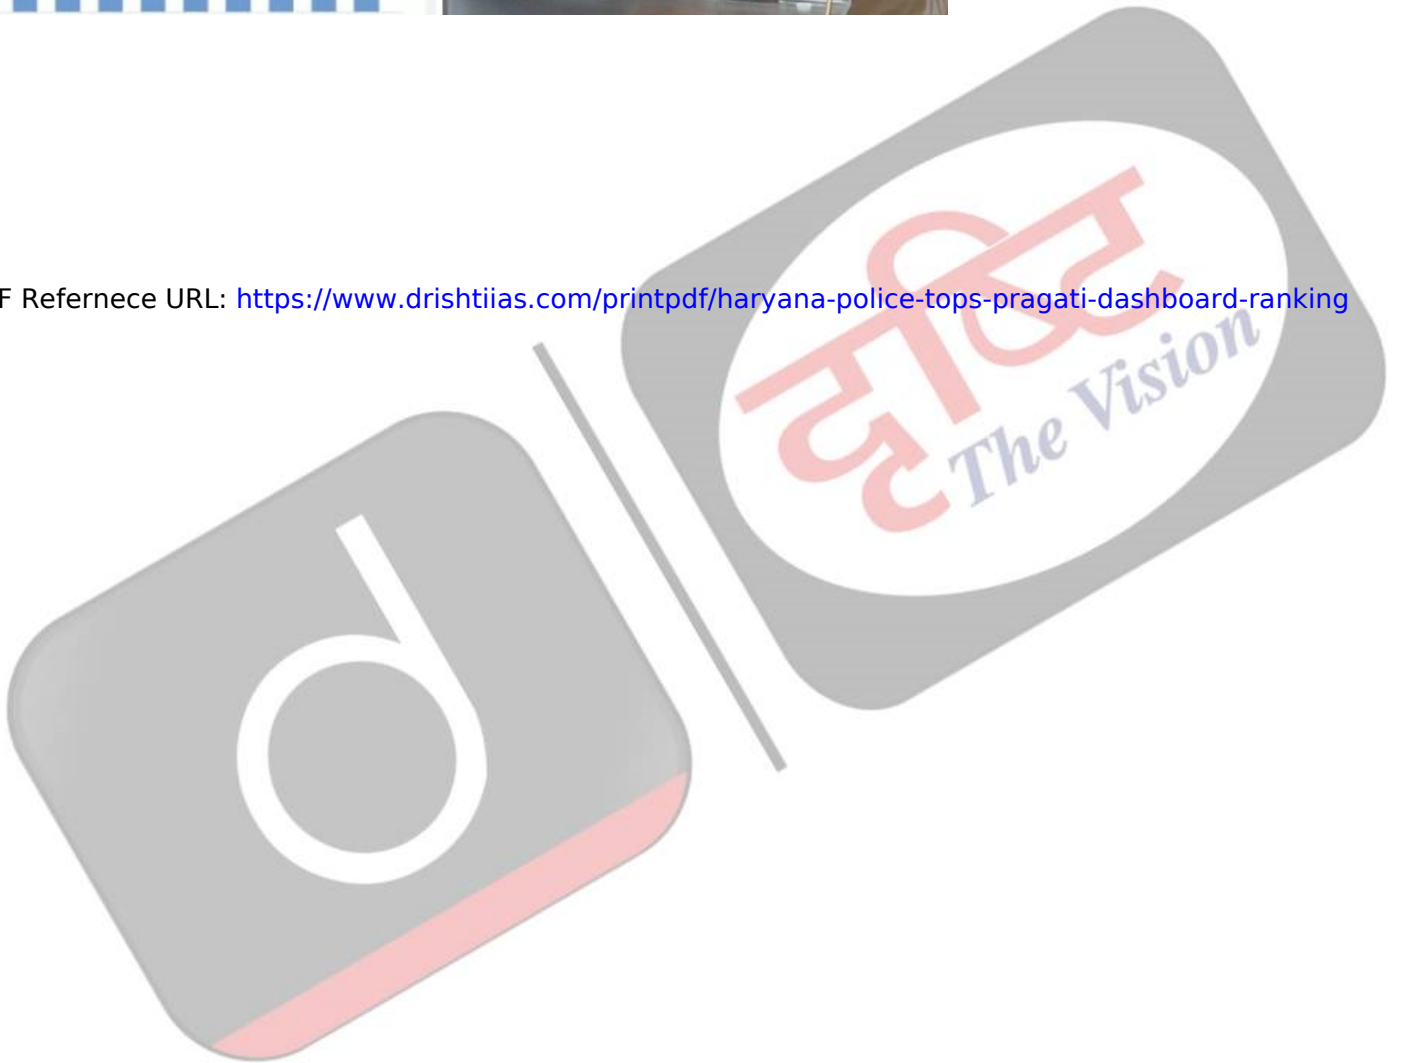 F Refernece URL: https://www.drishtiias.com/printpdf/haryana-police-tops-pragati-dashboard-ranking
दृष्टि
The Vision
d